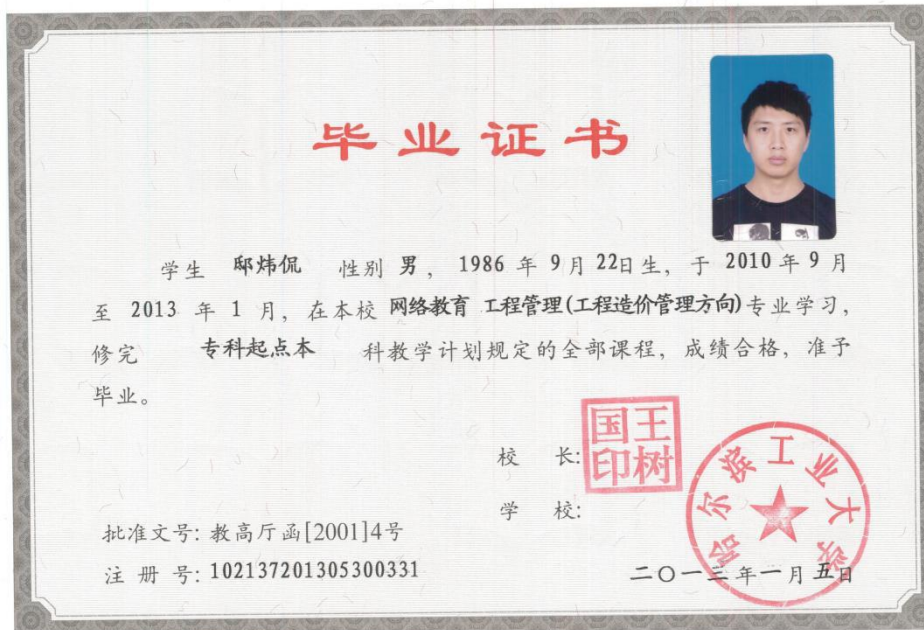 毕业证书
学生 邸炜侃 性别 男，1986 年 9 月 22日生，于 2010 年 9 月
至 2013 年 1 月，在本校 网络教育 工程管理(工程造价管理方向)专业学习，
修完 专科起点本 科教学计划规定的全部课程，成绩合格，准予
毕业。
校 长:
王树国印
学 校:
哈尔滨工业大学
批准文号: 教高厅函[2001]4号
注 册 号: 102137201305300331
二〇一三年一月五日